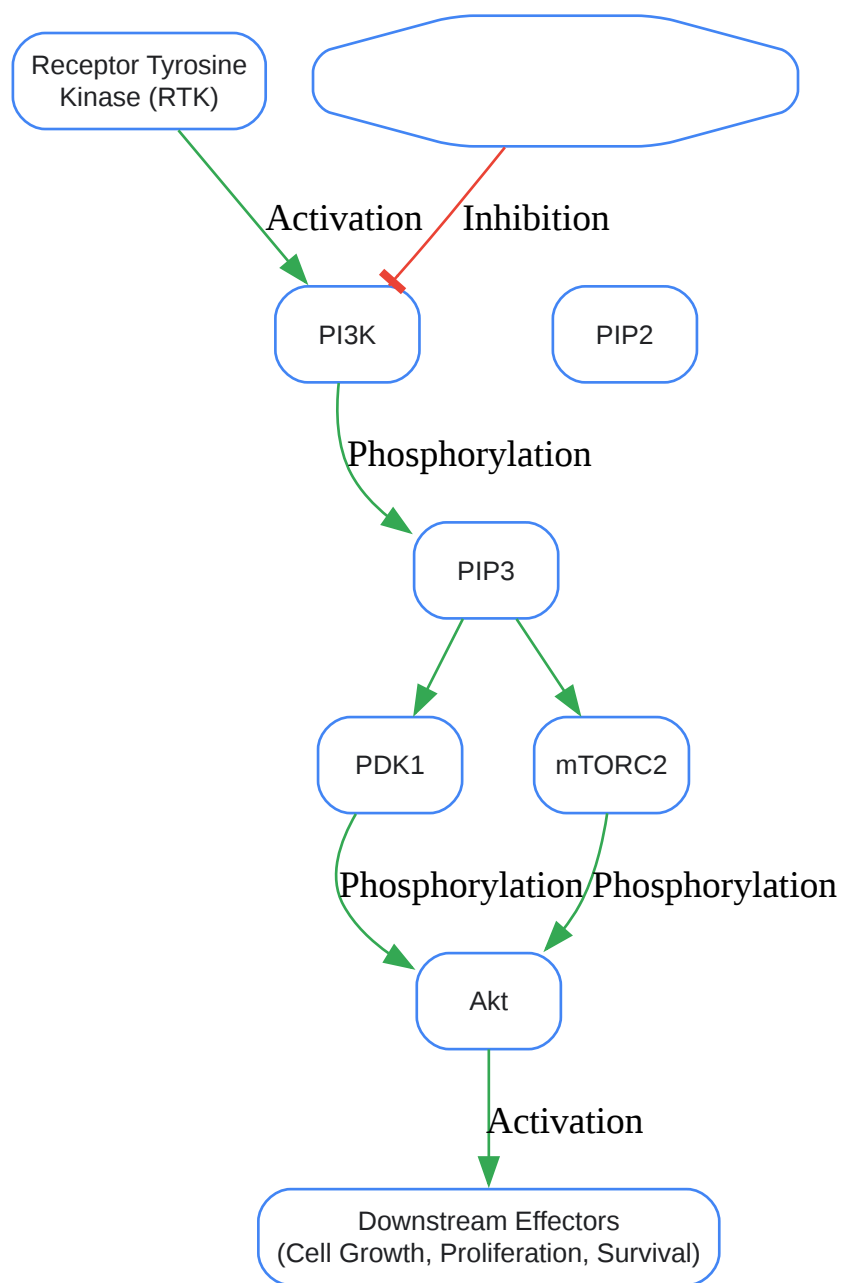 Receptor Tyrosine
Kinase (RTK)
Activation
Inhibition
PI3K
PIP2
Phosphorylation
PIP3
PDK1
mTORC2
Phosphorylation
Phosphorylation
Akt
Activation
Downstream Effectors
(Cell Growth, Proliferation, Survival)